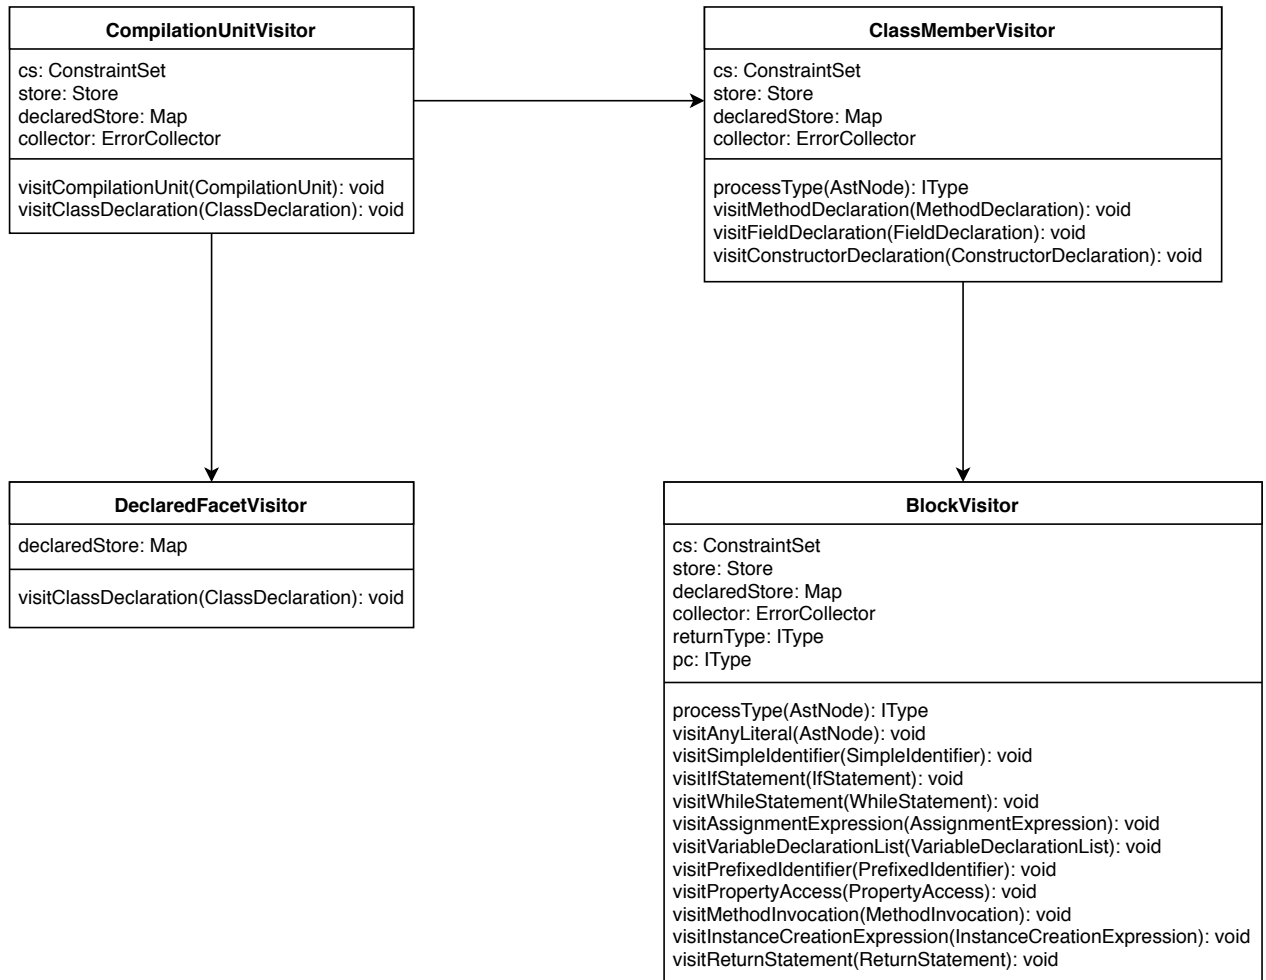 CompilationUnitVisitor
cs: ConstraintSet
store: Store
declaredStore: Map
collector: ErrorCollector
visitCompilationUnit(CompilationUnit): void
visitClassDeclaration(ClassDeclaration): void
ClassMemberVisitor
cs: ConstraintSet
store: Store
declaredStore: Map
collector: ErrorCollector
processType(AstNode): IType
visitMethodDeclaration(MethodDeclaration): void
visitFieldDeclaration(FieldDeclaration): void
visitConstructorDeclaration(ConstructorDeclaration): void
DeclaredFacetVisitor
declaredStore: Map
visitClassDeclaration(ClassDeclaration): void
BlockVisitor
cs: ConstraintSet
store: Store
declaredStore: Map
collector: ErrorCollector
returnType: IType
pc: IType
processType(AstNode): IType
visitAnyLiteral(AstNode): void
visitSimpleIdentifier(SimpleIdentifier): void
visitIfStatement(IfStatement): void
visitWhileStatement(WhileStatement): void
visitAssignmentExpression(AssignmentExpression): void
visitVariableDeclarationList(VariableDeclarationList): void
visitPrefixedIdentifier(PrefixedIdentifier): void
visitPropertyAccess(PropertyAccess): void
visitMethodInvocation(MethodInvocation): void
visitInstanceCreationExpression(InstanceCreationExpression): void
visitReturnStatement(ReturnStatement): void